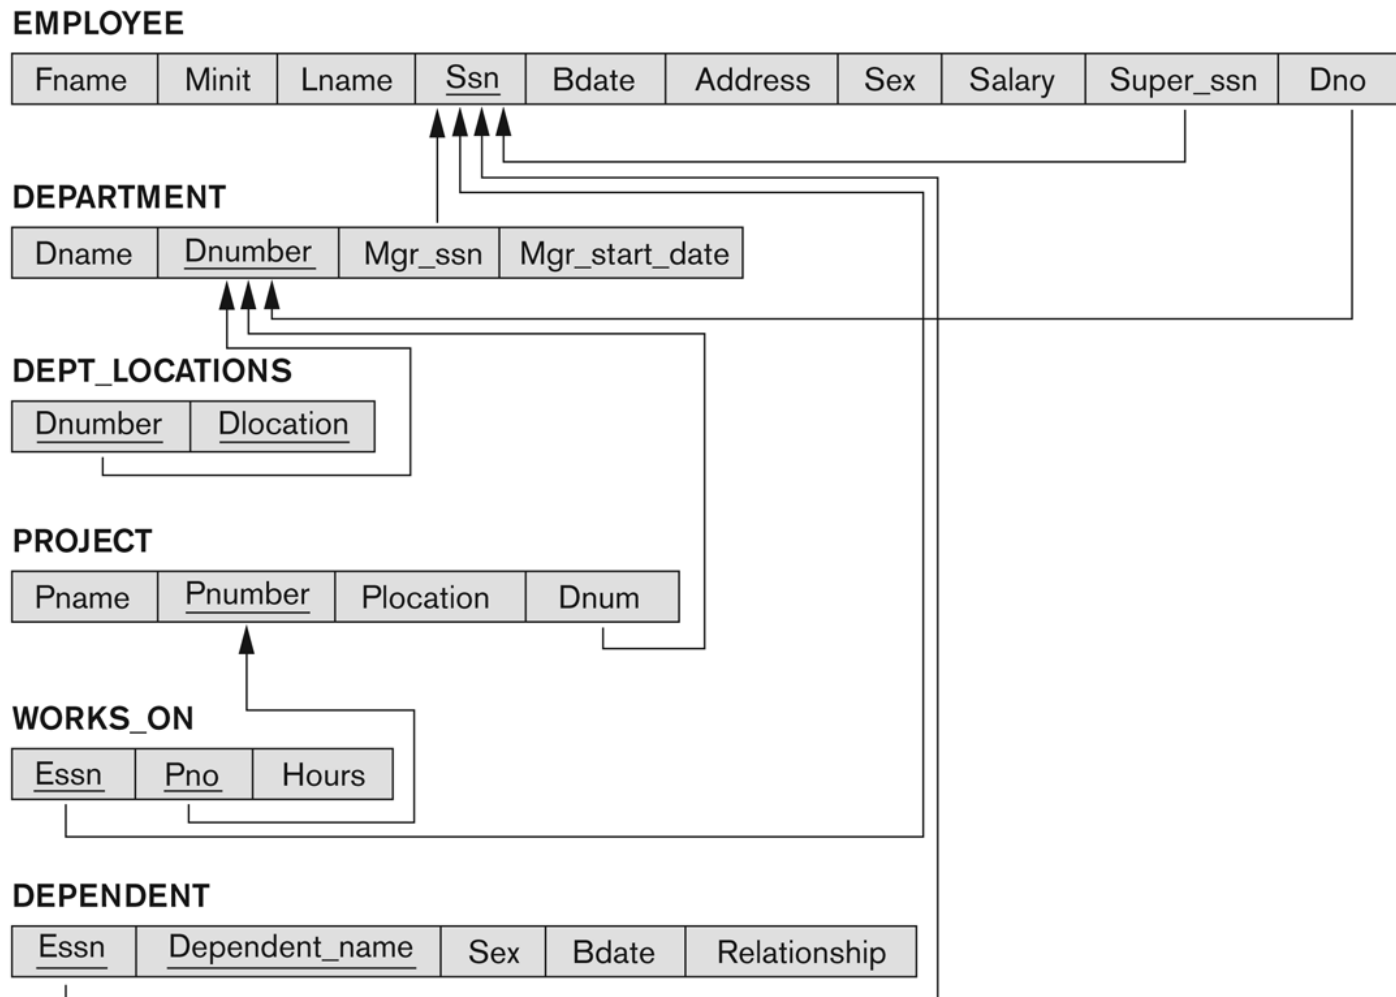 EMPLOYEE
Fname Minit Lname Ssn Bdate Address Sex Salary Super_ssn Dno
DEPARTMENT
Dname Dnumber Mgr_ssn Mgr_start_date
DEPT_LOCATIONS
Dnumber Dlocation
PROJECT
Pname Pnumber Plocation Dnum
WORKS_ON
Essn Pno Hours
DEPENDENT
Essn Dependent_name Sex Bdate Relationship